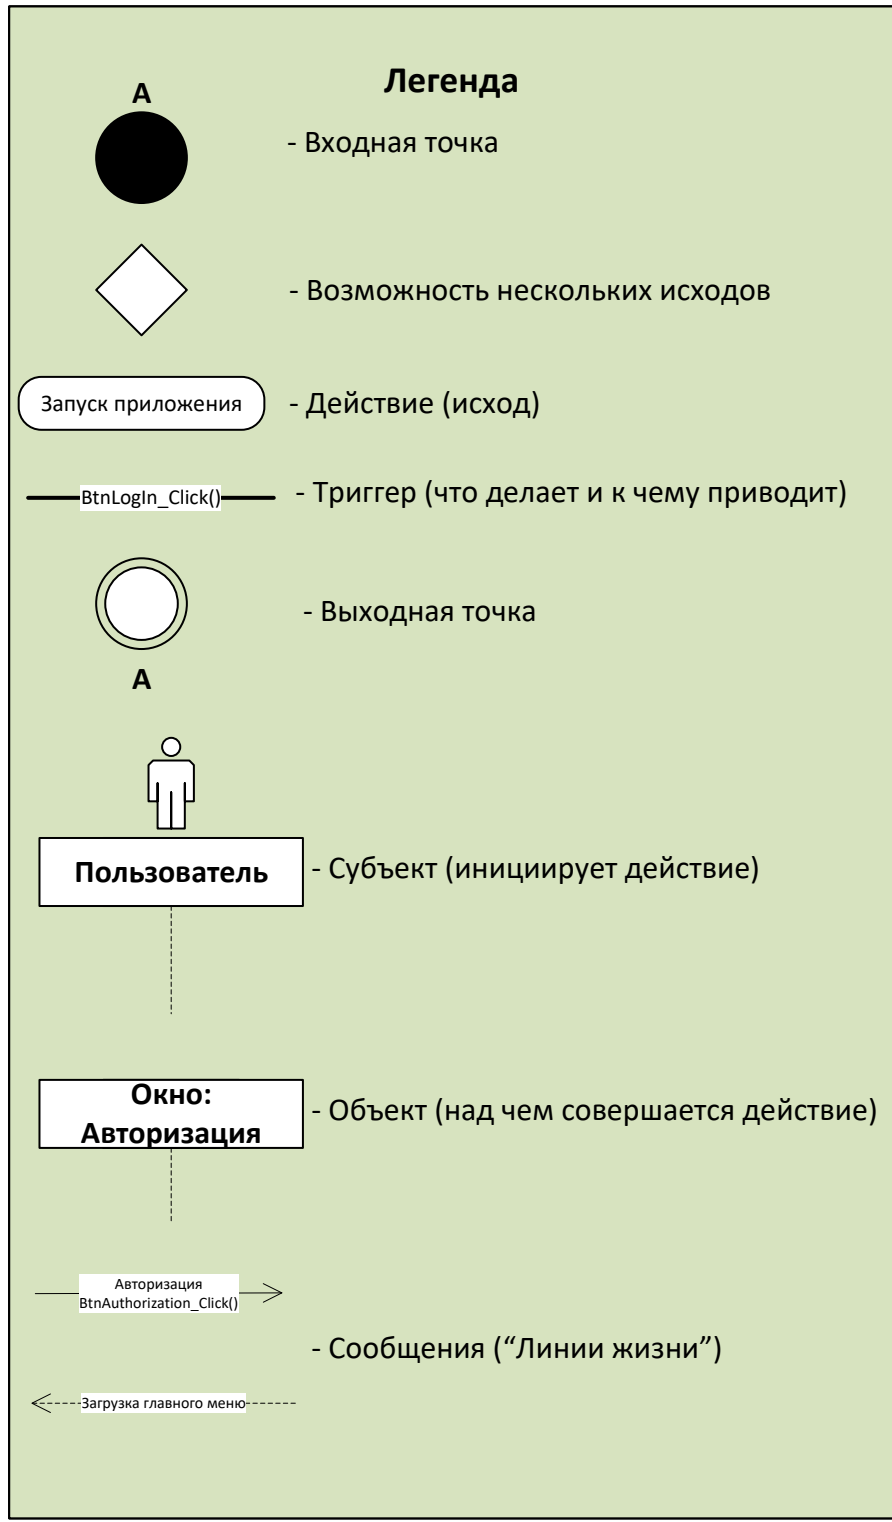 Легенда
А
- Входная точка
- Возможность нескольких исходов
Запуск приложения
- Действие (исход)
BtnLogIn_Click()
- Триггер (что делает и к чему приводит)
- Выходная точка
А
Пользователь
- Субъект (инициирует действие)
Окно:
Авторизация
- Объект (над чем совершается действие)
Авторизация
BtnAuthorization_Click()
- Сообщения (“Линии жизни”)
Загрузка главного меню